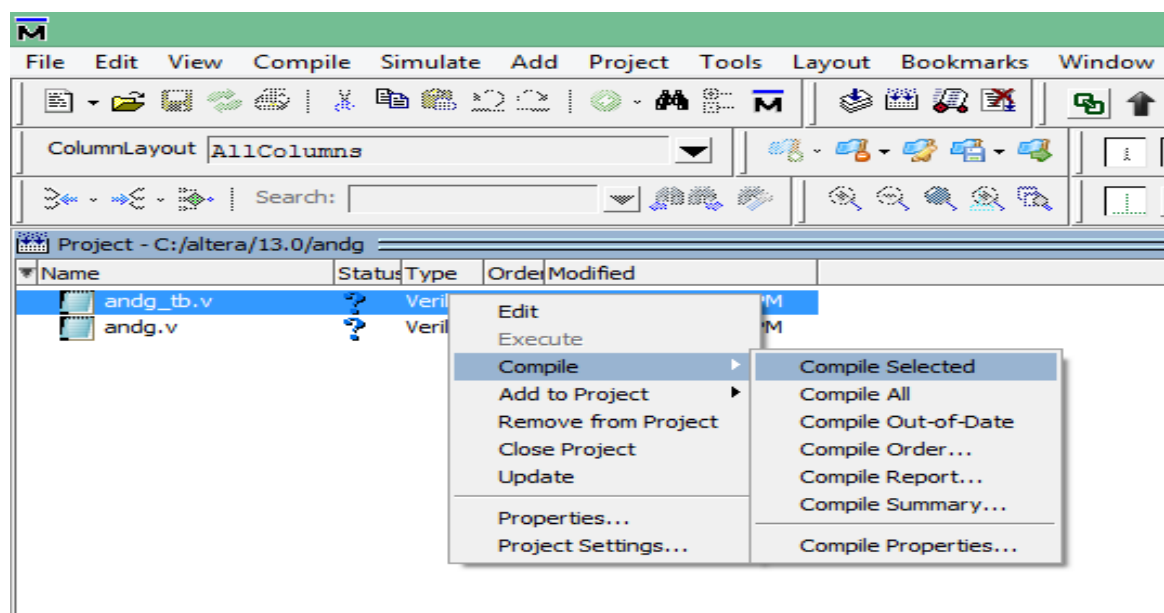 M
File Edit View Compile Simulate Add Project Tools Layout Bookmarks Window
M
ColumnLayout AllColumns
Search:
Project - C:/altera/13.0/andg
Name Status Type Order Modified
andg_tb.v Veril PM
andg.v Veril PM
Edit
Execute
Compile
Add to Project
Remove from Project
Close Project
Update
Properties...
Project Settings...
Compile Selected
Compile All
Compile Out-of-Date
Compile Order...
Compile Report...
Compile Summary...
Compile Properties...